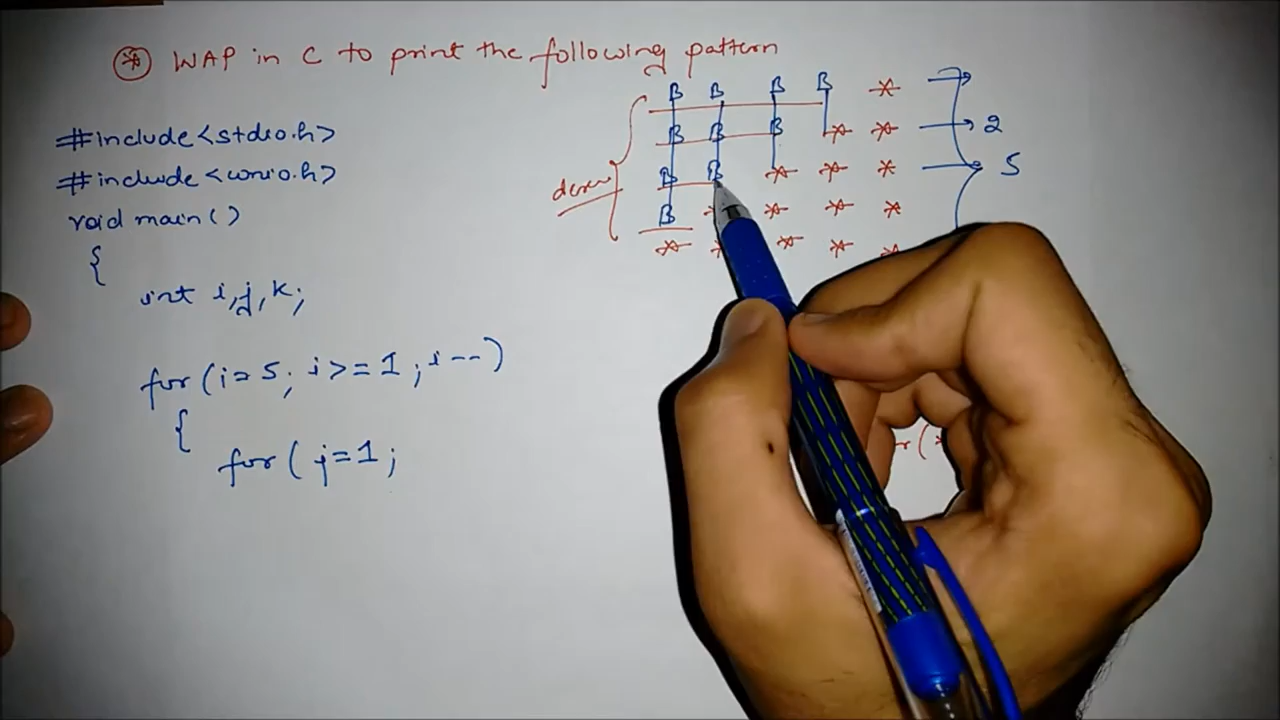 * WAP in C to print the following pattern
#include<stdio.h>
#include<conio.h>
void main()
{
int i,j,k;
for(i=5; i>=1; i--)
{
for(j=1;
B B B B *
B B B * * 2
B B * * * 5
B * * * *
* * * * *